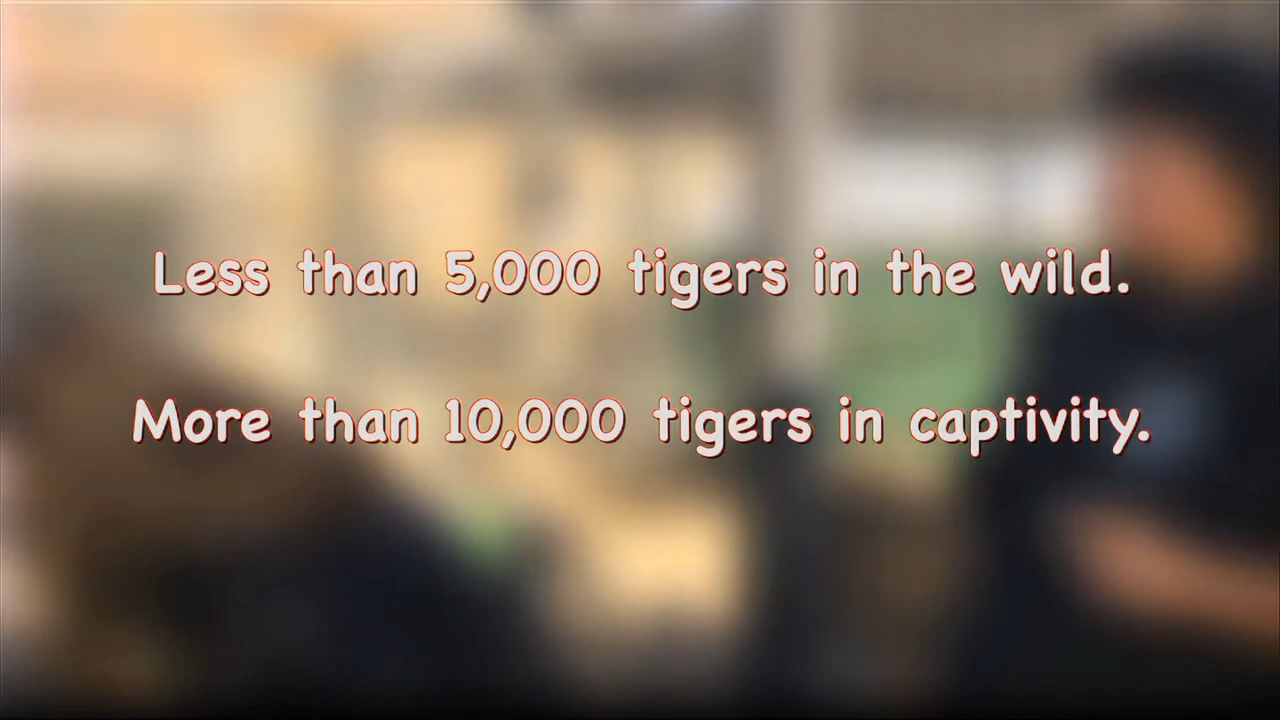 Less than 5,000 tigers in the wild.
More than 10,000 tigers in captivity.